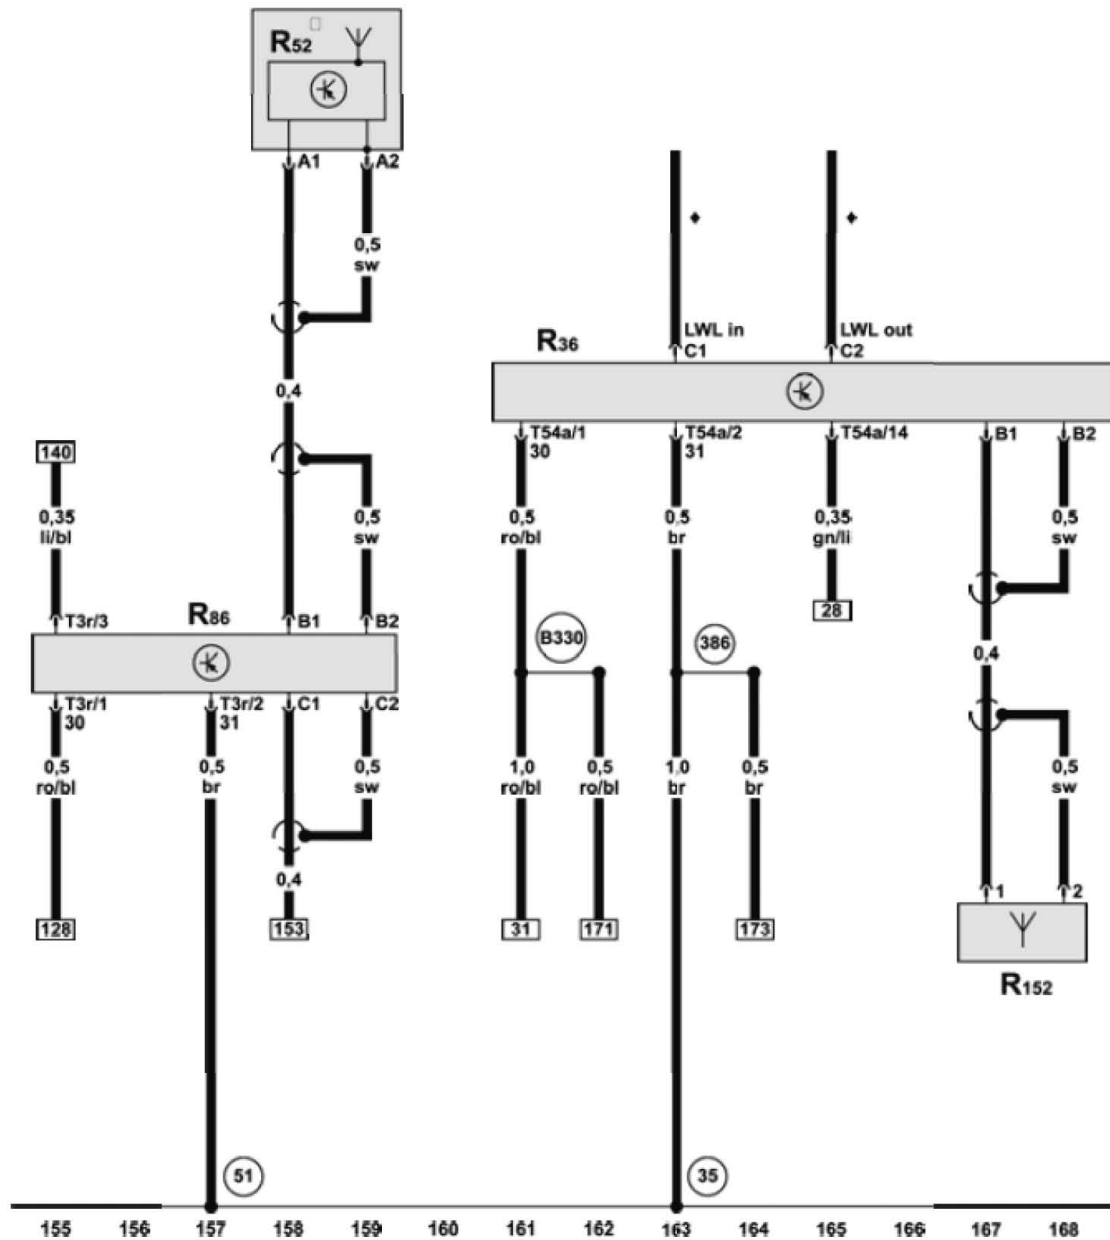 R52
A1 A2
0,5
sw
LWL in LWL out
R36 C1 C2
0,4
T54a/1 T54a/2 T54a/14 B1 B2
30 31
140
0,35 0,5 0,5 0,5 0,35 0,5
li/bl sw ro/bl br gn/li sw
T3r/3 R86 B1 B2 28
B330 386
0,4
T3r/1 T3r/2 C1 C2
30 31
0,5 0,5 0,5 1,0 0,5 1,0 0,5 0,5
ro/bl br sw ro/bl ro/bl br br sw
0,4
1 2
128 153 31 171 173
R152
51 35
155 156 157 158 159 160 161 162 163 164 165 166 167 168